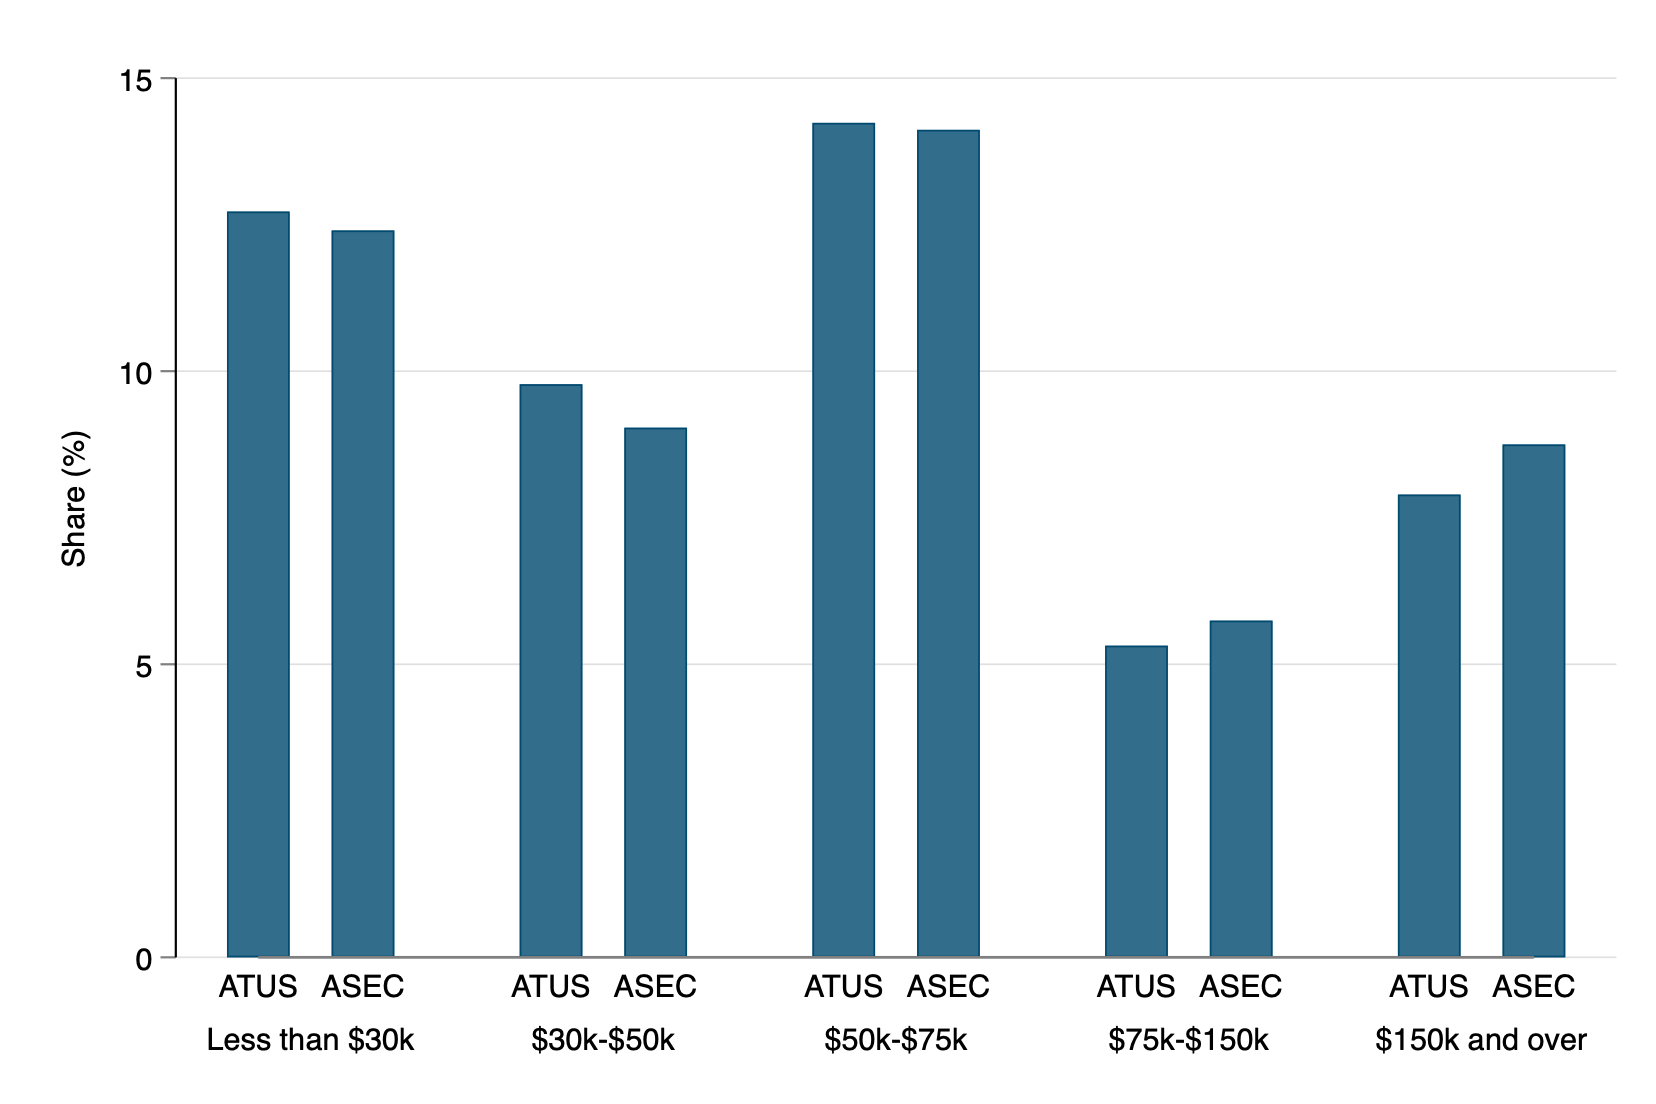 15
10
5
0
Share (%)
ATUS ASEC ATUS ASEC ATUS ASEC ATUS ASEC ATUS ASEC
Less than $30k $30k-$50k $50k-$75k $75k-$150k $150k and over